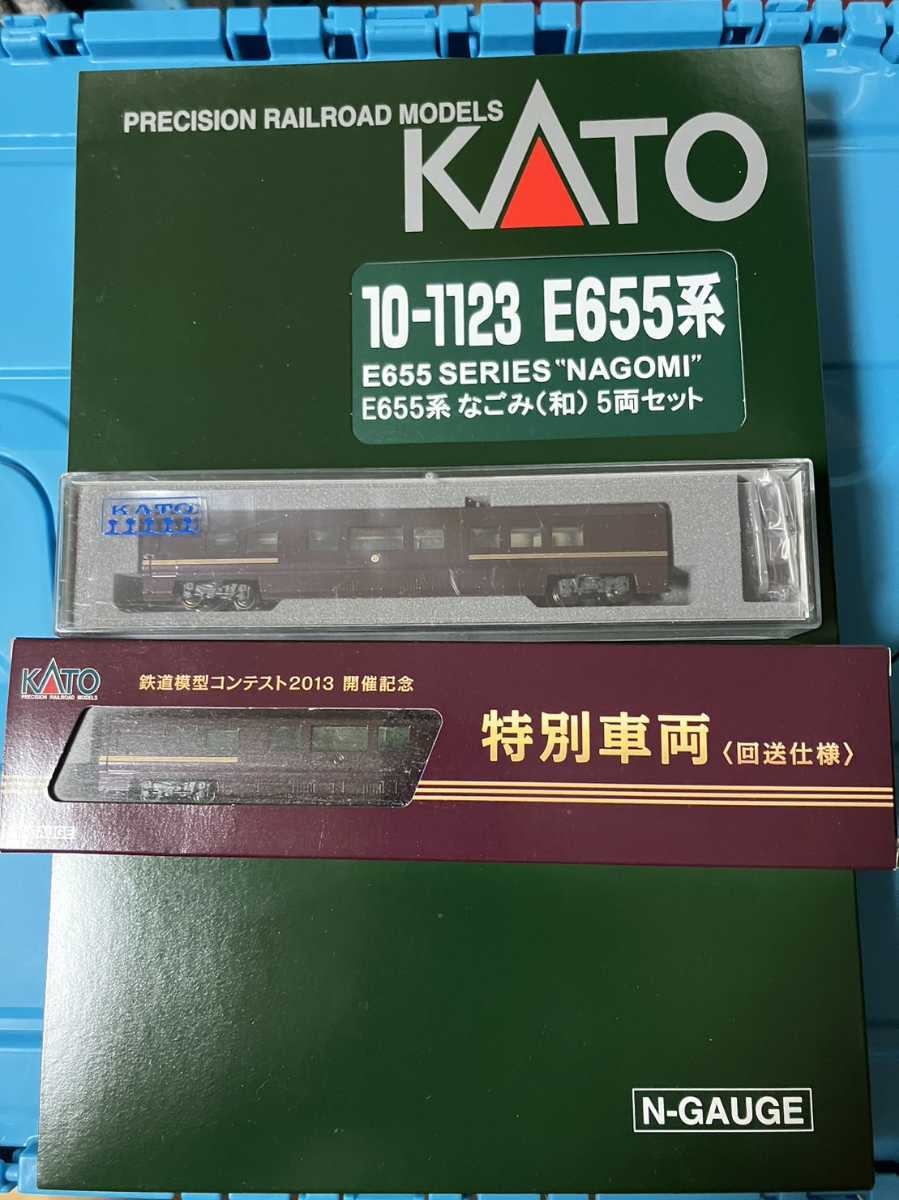 PRECISION RAILROAD MODELS
KATO
10-1123 E655系
E655 SERIES "NAGOMI"
E655系 なごみ(和) 5両セット
KATO
KATO
PRECISION RAILROAD MODELS
鉄道模型コンテスト2013 開催記念
特別車両〈回送仕様〉
N-GAUGE
N-GAUGE